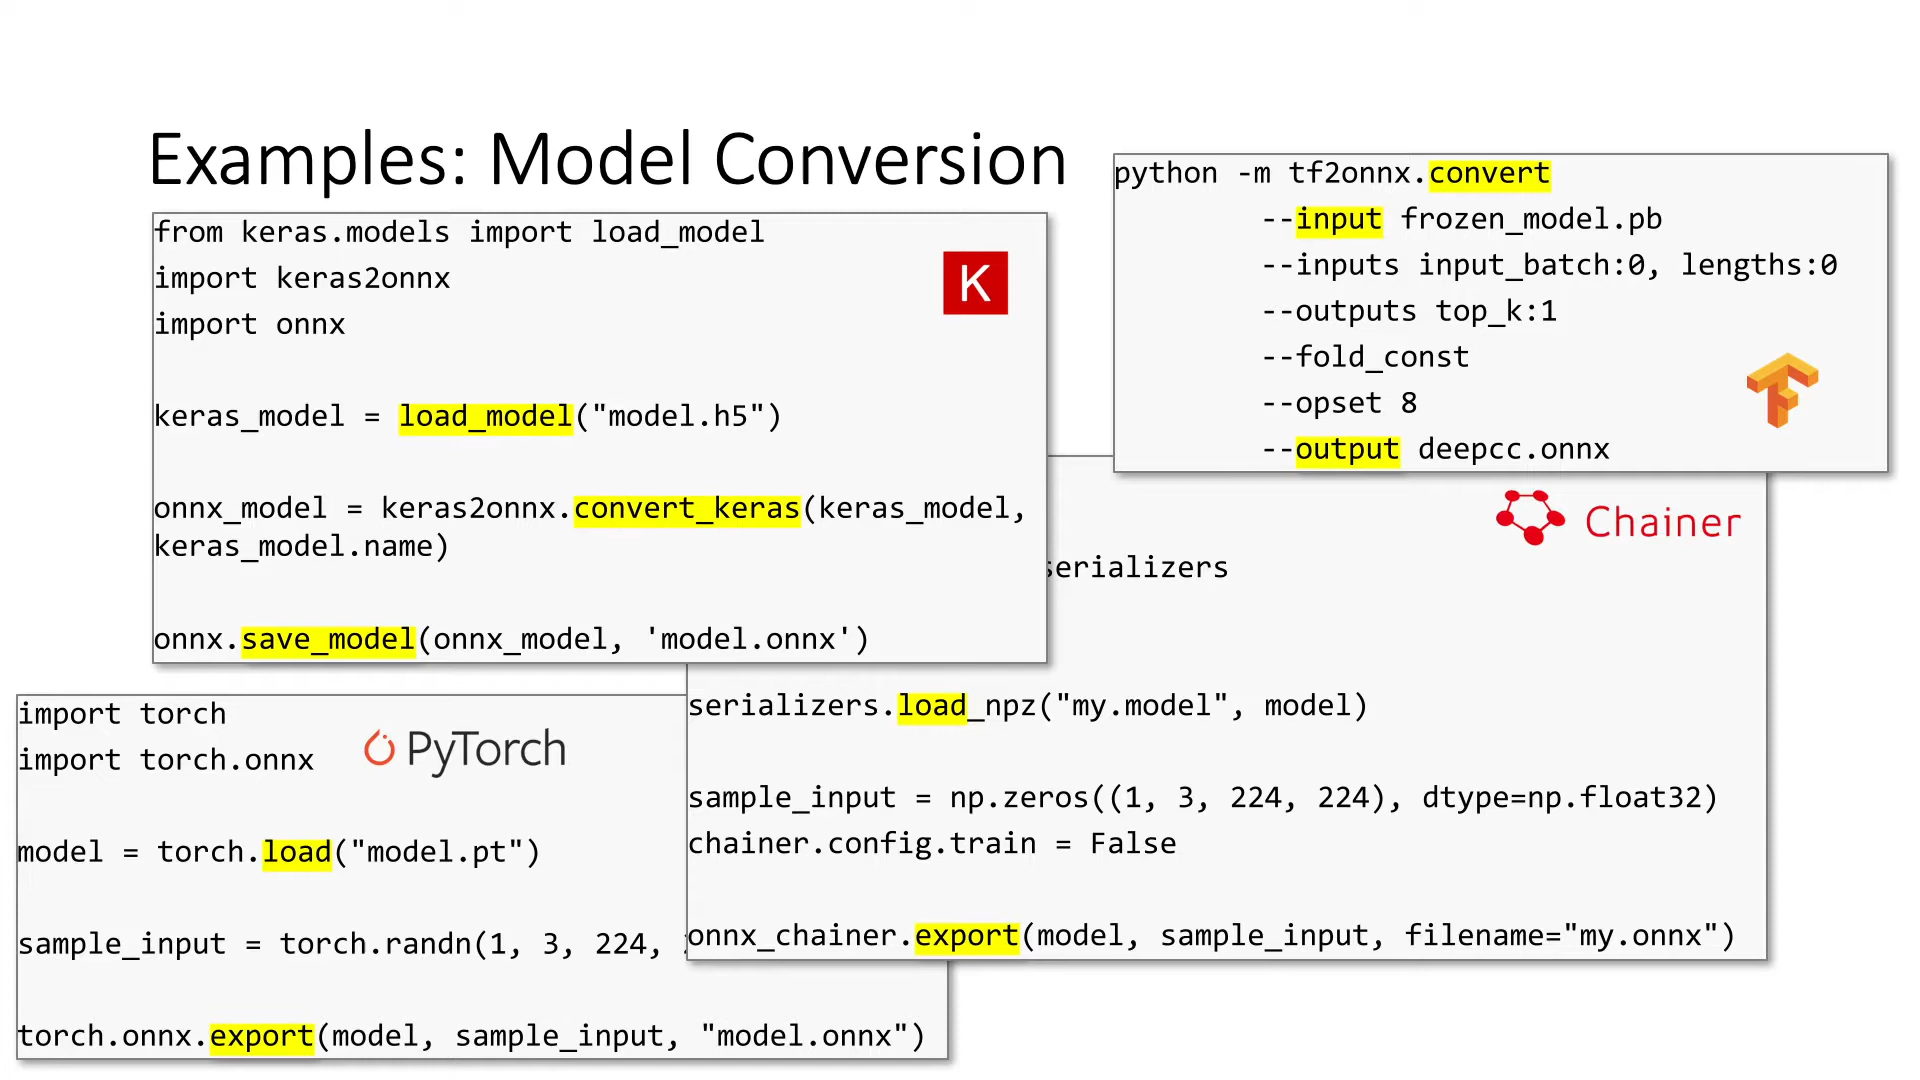 Examples: Model Conversion
from keras.models import load_model
import keras2onnx
import onnx
K
keras_model = load_model("model.h5")
onnx_model = keras2onnx.convert_keras(keras_model,
keras_model.name)
onnx.save_model(onnx_model, 'model.onnx')
python -m tf2onnx.convert
--input frozen_model.pb
--inputs input_batch:0, lengths:0
--outputs top_k:1
--fold_const
--opset 8
--output deepcc.onnx
Chainer
serializers
serializers.load_npz("my.model", model)
sample_input = np.zeros((1, 3, 224, 224), dtype=np.float32)
chainer.config.train = False
onnx_chainer.export(model, sample_input, filename="my.onnx")
import torch
import torch.onnx
PyTorch
model = torch.load("model.pt")
sample_input = torch.randn(1, 3, 224,
torch.onnx.export(model, sample_input, "model.onnx")